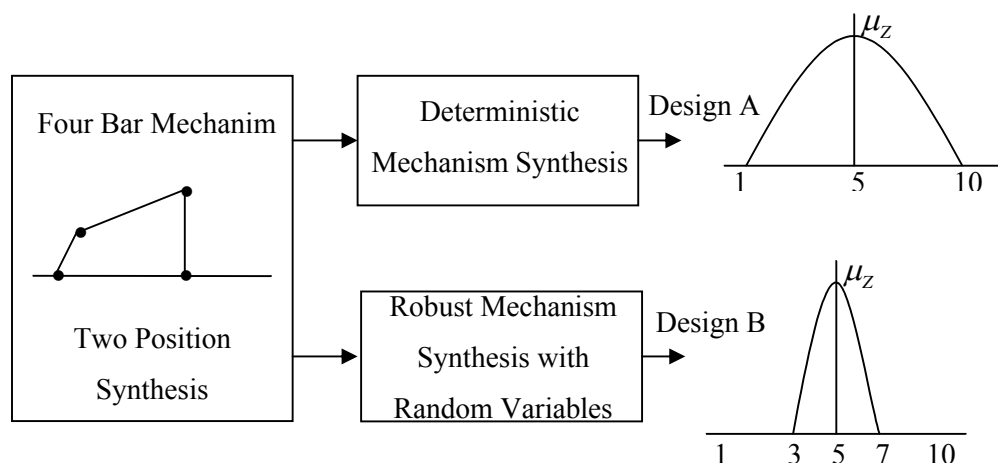 Four Bar Mechanim
Two Position
Synthesis
Deterministic
Mechanism Synthesis
Design A
μZ
1 5 10
Robust Mechanism
Synthesis with
Random Variables
Design B
μZ
1 3 5 7 10